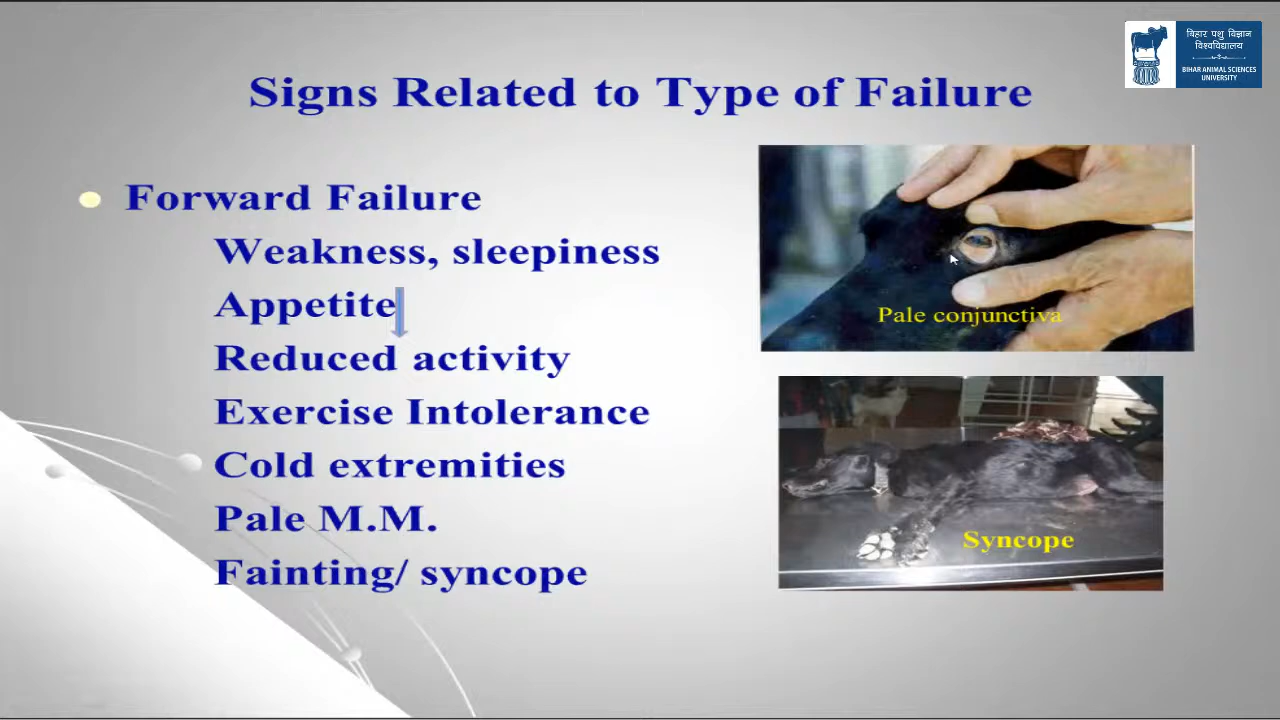 बिहार पशु विज्ञान
विश्वविद्यालय
BIHAR ANIMAL SCIENCES
UNIVERSITY
Signs Related to Type of Failure
Forward Failure
Weakness, sleepiness
Appetite
Reduced activity
Exercise Intolerance
Cold extremities
Pale M.M.
Fainting/ syncope
Pale conjunctiva
Syncope